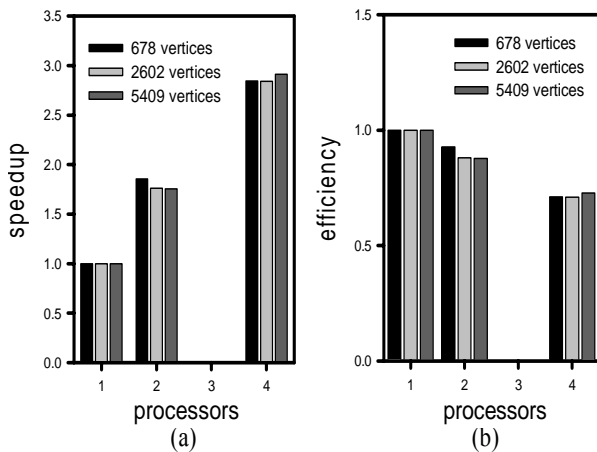 speedup
3.5
3.0
2.5
2.0
1.5
1.0
0.5
0.0
678 vertices
2602 vertices
5409 vertices
1 2 3 4
processors
(a)
efficiency
1.5
1.0
0.5
0.0
678 vertices
2602 vertices
5409 vertices
1 2 3 4
processors
(b)